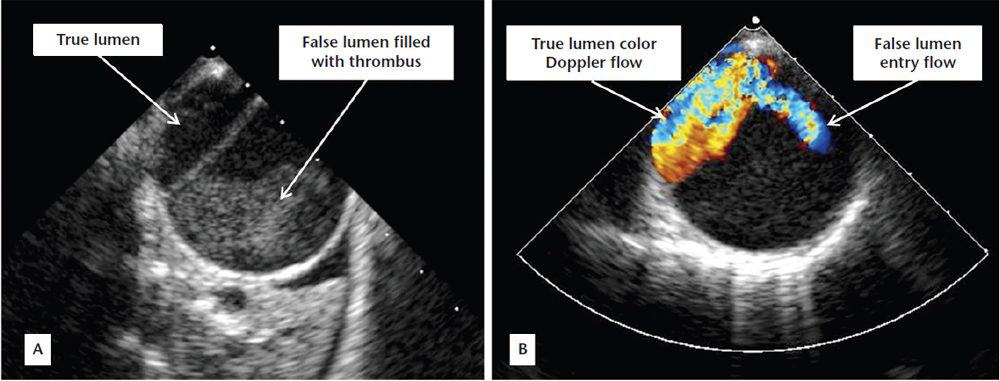 True lumen
False lumen filled
with thrombus
A
True lumen color
Doppler flow
False lumen
entry flow
B